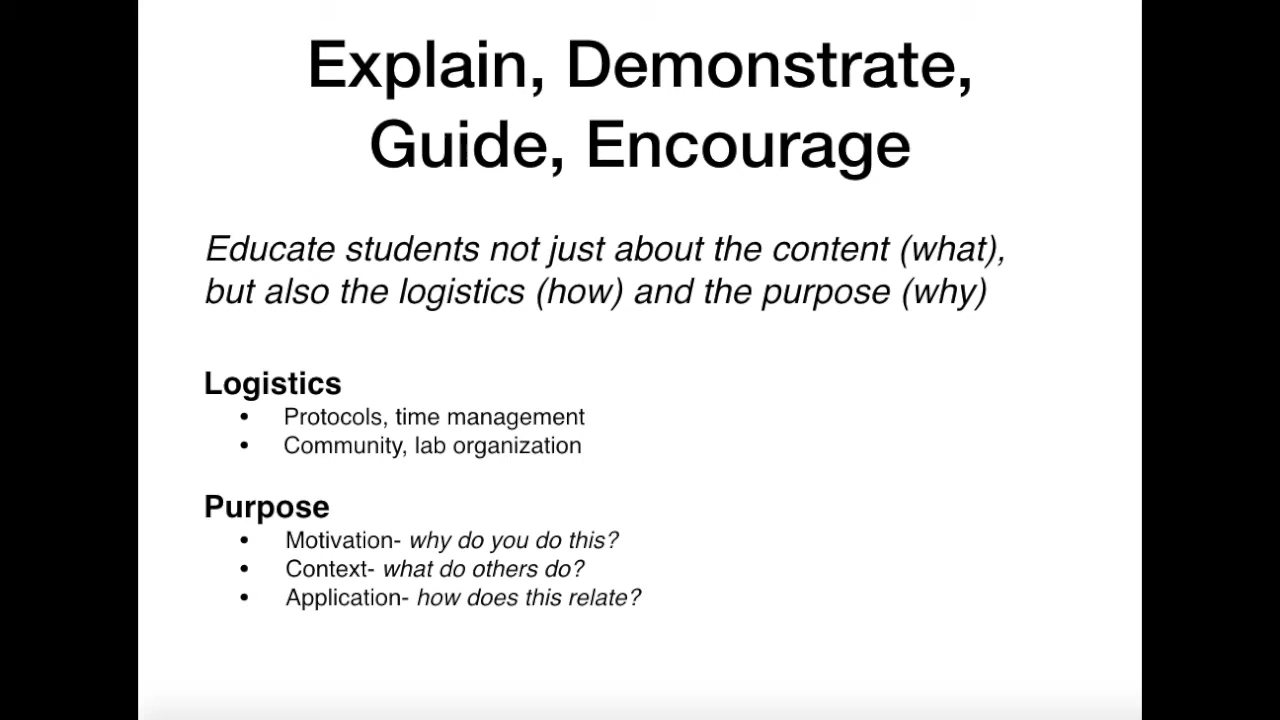 Explain, Demonstrate,
Guide, Encourage
Educate students not just about the content (what),
but also the logistics (how) and the purpose (why)
Logistics
• Protocols, time management
• Community, lab organization
Purpose
• Motivation- why do you do this?
• Context- what do others do?
• Application- how does this relate?